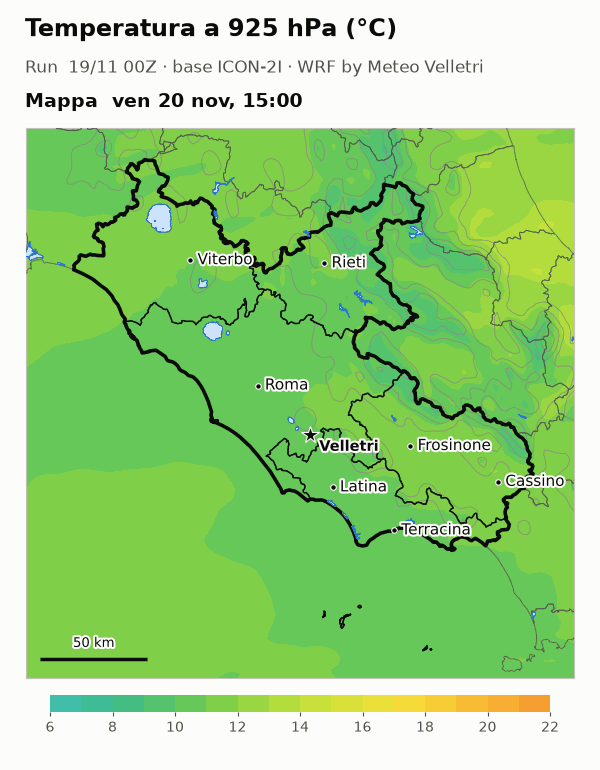 Temperatura a 925 hPa (°C)
Run  19/11 00Z · base ICON-2I · WRF by Meteo Velletri
Mappa  ven 20 nov, 15:00
Viterbo
Rieti
Roma
Velletri
Frosinone
Cassino
Latina
Terracina
50 km
6 8 10 12 14 16 18 20 22